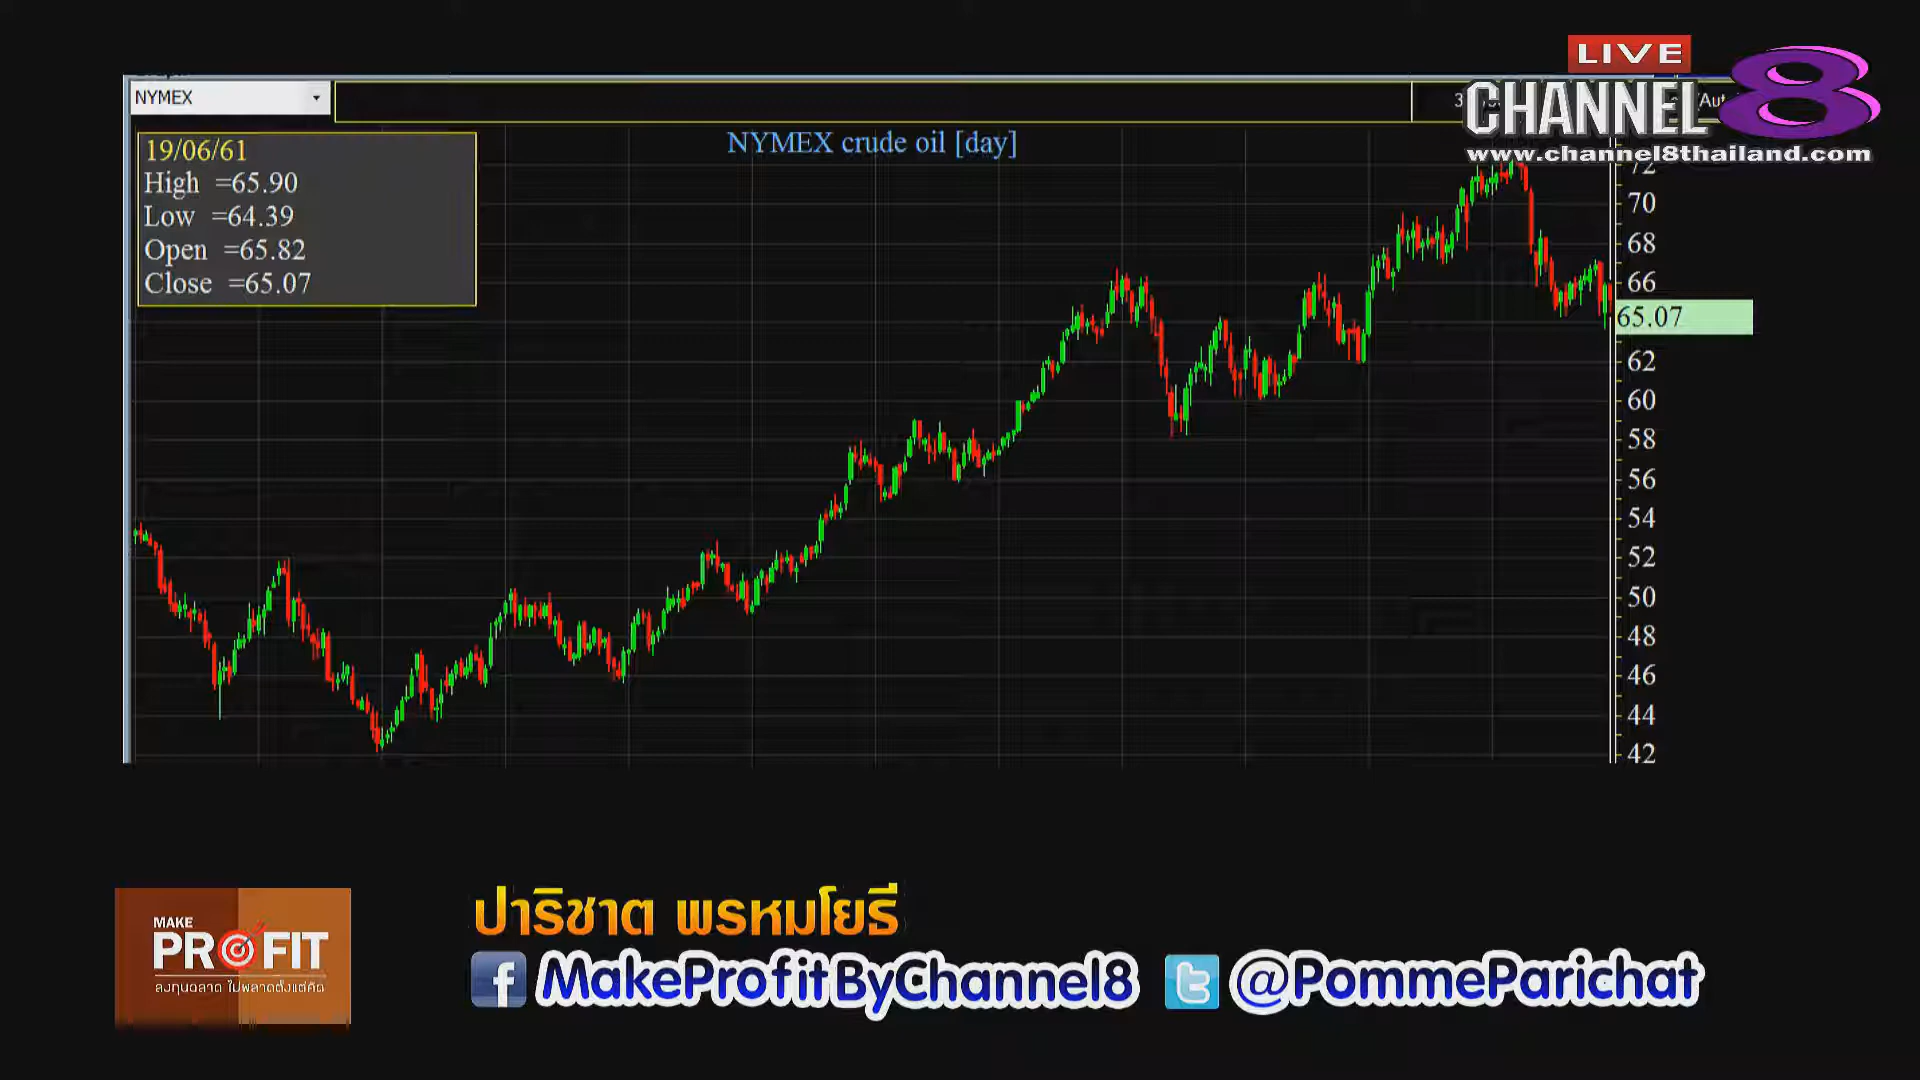 LIVE
CHANNEL 8
www.channel8thailand.com
NYMEX
NYMEX crude oil [day]
19/06/61
High =65.90
Low =64.39
Open =65.82
Close =65.07
72
70
68
66
65.07
62
60
58
56
54
52
50
48
46
44
42
MAKE
PROFIT
ลงทุนฉลาด ไม่พลาดตั้งแต่คิด
ปาริชาต พรหมโยธี
MakeProfitByChannel8
@PommeParichat